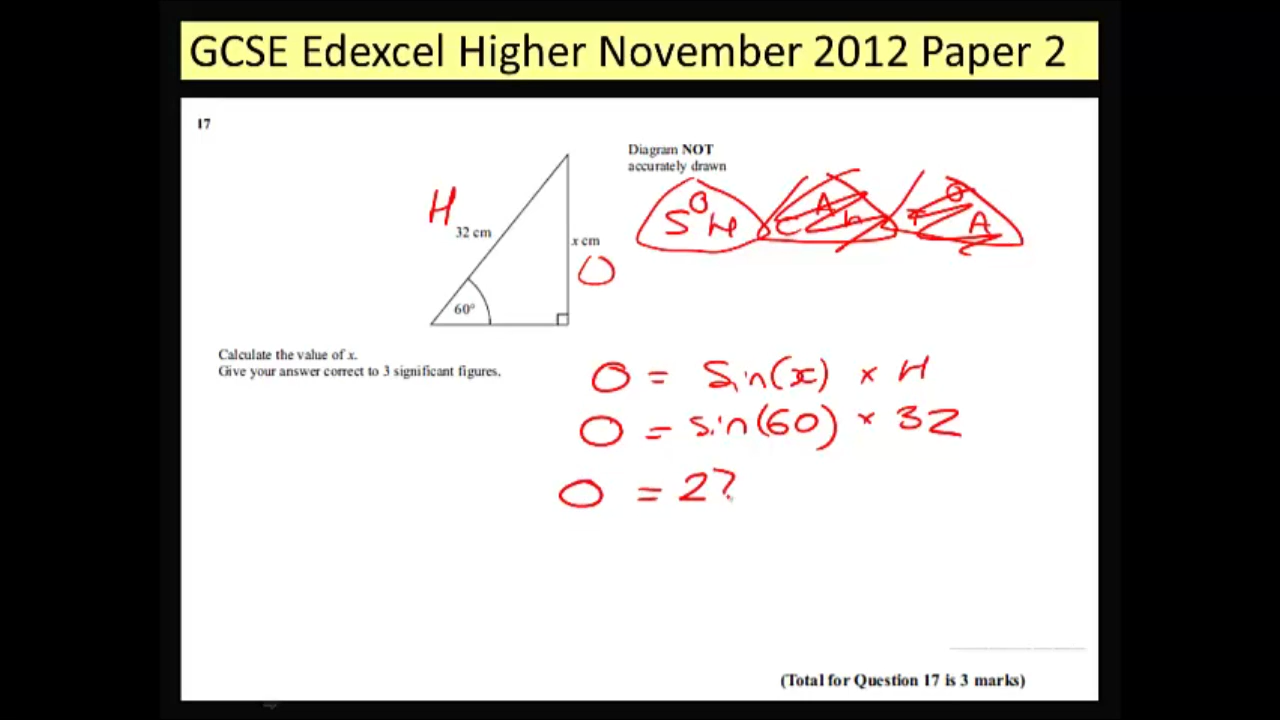 GCSE Edexcel Higher November 2012 Paper 2
17
Diagram NOT
accurately drawn
H
32 cm
x cm
O
60°
S O H C A h T O A
Calculate the value of x.
Give your answer correct to 3 significant figures.
O = Sin(x) × H
O = sin(60) × 32
O = 27
(Total for Question 17 is 3 marks)